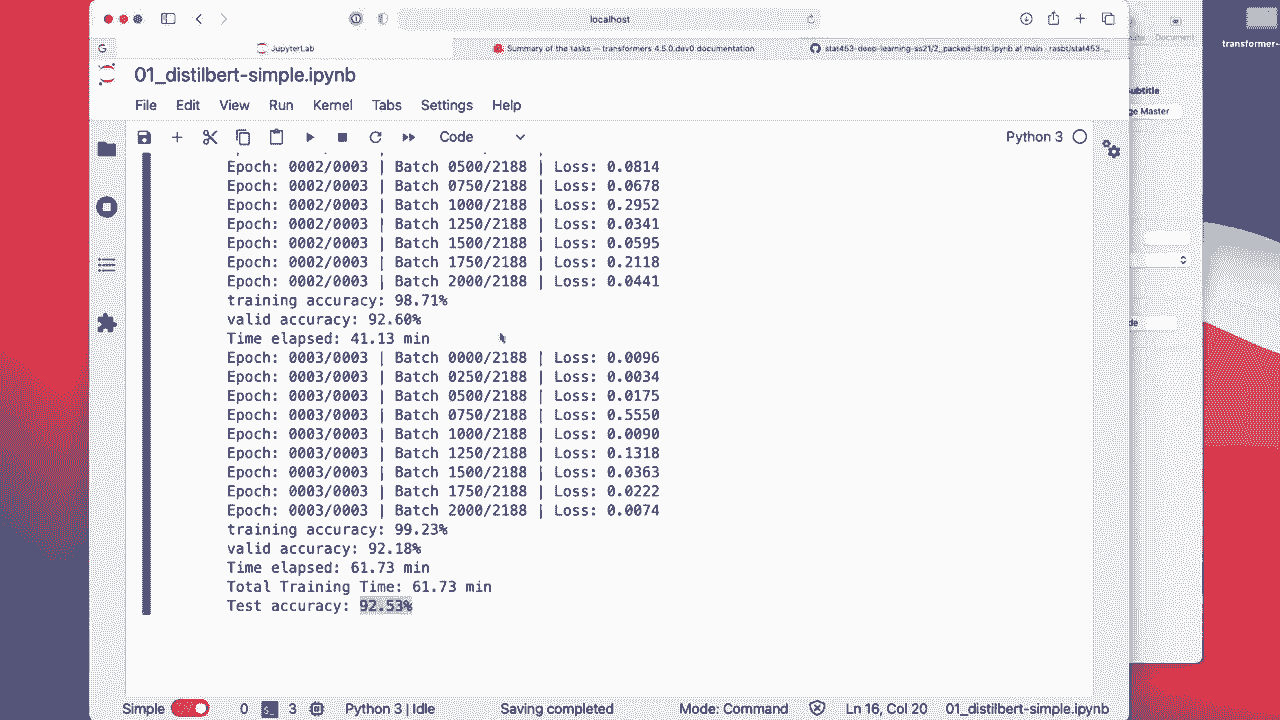 localhost
JupyterLab
Summary of the tasks — transformers 4.5.0.dev0 documentation
stat453-deep-learning-ss21/2_packed-lstm.ipynb at main · rasbt/stat453-...
transformer-
01_distilbert-simple.ipynb
File Edit View Run Kernel Tabs Settings Help
Code
Python 3
Epoch: 0002/0003 | Batch 0500/2188 | Loss: 0.0814
Epoch: 0002/0003 | Batch 0750/2188 | Loss: 0.0678
Epoch: 0002/0003 | Batch 1000/2188 | Loss: 0.2952
Epoch: 0002/0003 | Batch 1250/2188 | Loss: 0.0341
Epoch: 0002/0003 | Batch 1500/2188 | Loss: 0.0595
Epoch: 0002/0003 | Batch 1750/2188 | Loss: 0.2118
Epoch: 0002/0003 | Batch 2000/2188 | Loss: 0.0441
training accuracy: 98.71%
valid accuracy: 92.60%
Time elapsed: 41.13 min
Epoch: 0003/0003 | Batch 0000/2188 | Loss: 0.0096
Epoch: 0003/0003 | Batch 0250/2188 | Loss: 0.0034
Epoch: 0003/0003 | Batch 0500/2188 | Loss: 0.0175
Epoch: 0003/0003 | Batch 0750/2188 | Loss: 0.5550
Epoch: 0003/0003 | Batch 1000/2188 | Loss: 0.0090
Epoch: 0003/0003 | Batch 1250/2188 | Loss: 0.1318
Epoch: 0003/0003 | Batch 1500/2188 | Loss: 0.0363
Epoch: 0003/0003 | Batch 1750/2188 | Loss: 0.0222
Epoch: 0003/0003 | Batch 2000/2188 | Loss: 0.0074
training accuracy: 99.23%
valid accuracy: 92.18%
Time elapsed: 61.73 min
Total Training Time: 61.73 min
Test accuracy: 92.53%
Simple 0 3 Python 3 | Idle Saving completed Mode: Command Ln 16, Col 20 01_distilbert-simple.ipynb